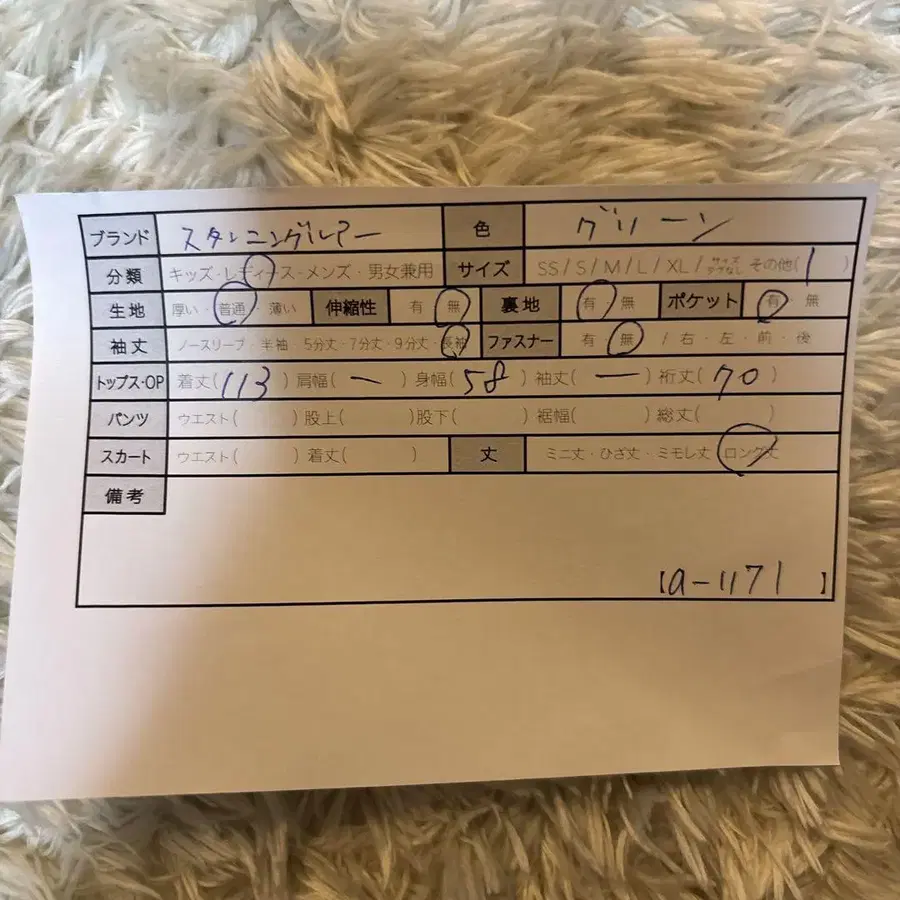 ブランド スタンニングルアー 色 グリーン
分類 キッズ・レディース・メンズ・男女兼用 サイズ SS/S/M/L/XL/サイズタグなし その他(1)
生地 厚い・普通・薄い 伸縮性 有・無 裏地 有・無 ポケット 有・無
袖丈 ノースリーブ・半袖・5分丈・7分丈・9分丈・長袖 ファスナー 有・無 /右・左・前・後
トップス・OP 着丈(113)肩幅(ー)身幅(58)袖丈(ー)裄丈(70)
パンツ ウエスト( )股上( )股下( )裾幅( )総丈( )
スカート ウエスト( )着丈( ) 丈 ミニ丈・ひざ丈・ミモレ丈・ロング丈
備考
【a-1171】